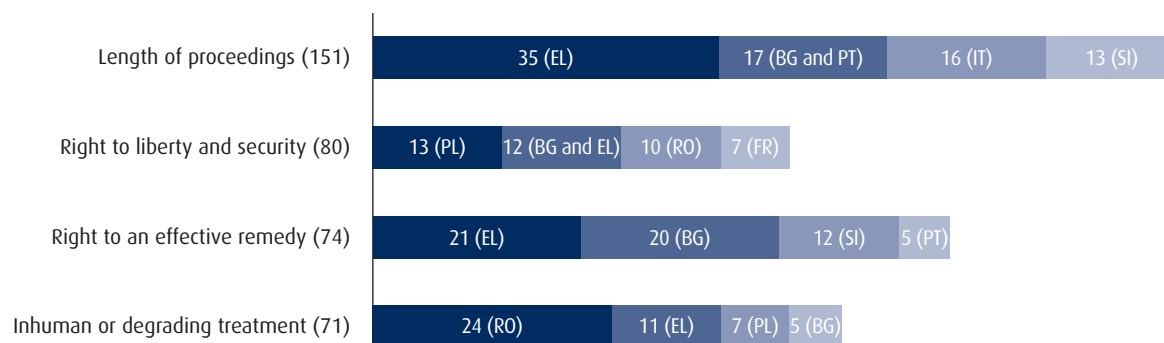 Length of proceedings (151) 35 (EL) 17 (BG and PT) 16 (IT) 13 (SI)
Right to liberty and security (80) 13 (PL) 12 (BG and EL) 10 (RO) 7 (FR)
Right to an effective remedy (74) 21 (EL) 20 (BG) 12 (SI) 5 (PT)
Inhuman or degrading treatment (71) 24 (RO) 11 (EL) 7 (PL) 5 (BG)